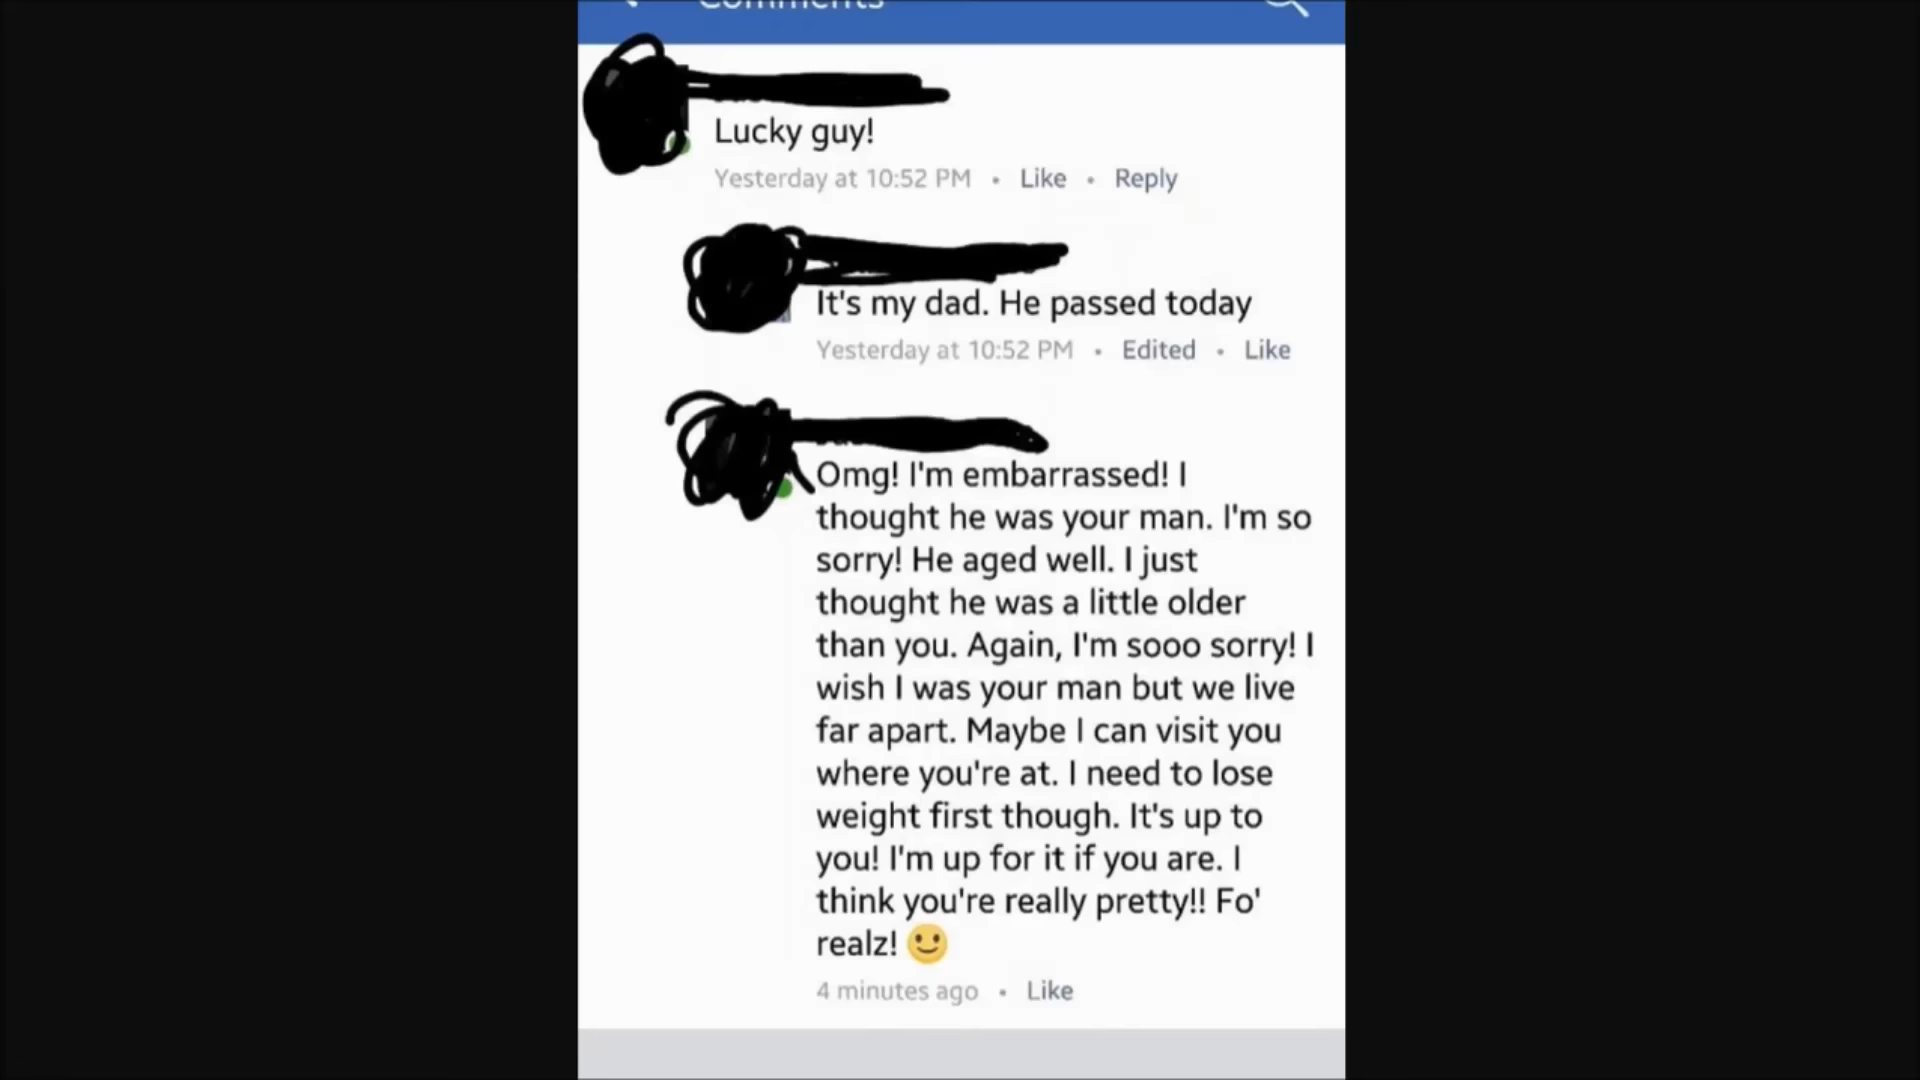 Comments
Lucky guy!
Yesterday at 10:52 PM • Like • Reply
It's my dad. He passed today
Yesterday at 10:52 PM • Edited • Like
Omg! I'm embarrassed! I
thought he was your man. I'm so
sorry! He aged well. I just
thought he was a little older
than you. Again, I'm sooo sorry! I
wish I was your man but we live
far apart. Maybe I can visit you
where you're at. I need to lose
weight first though. It's up to
you! I'm up for it if you are. I
think you're really pretty!! Fo'
realz! 🙂
4 minutes ago • Like